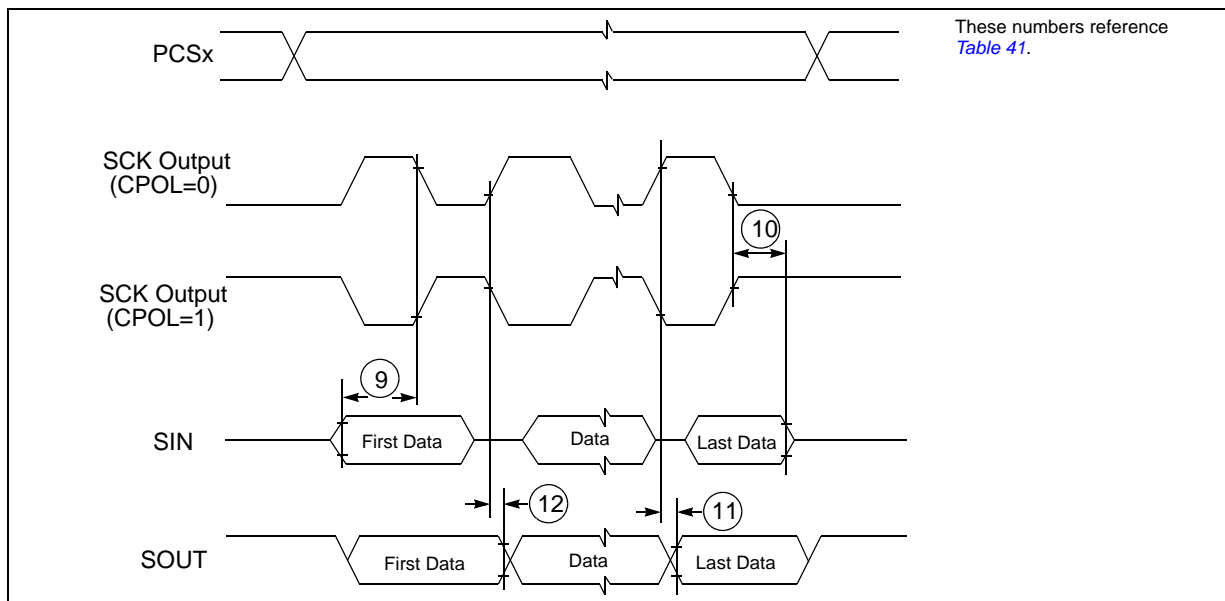 These numbers reference
Table 41.
PCSx
SCK Output
(CPOL=0)
10
SCK Output
(CPOL=1)
9
SIN
First Data
Data
Last Data
12
11
SOUT
First Data
Data
Last Data